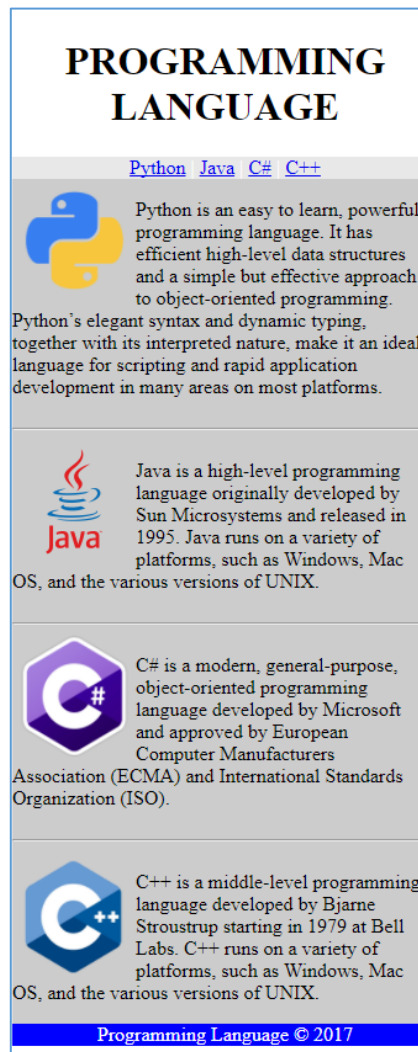 PROGRAMMING
LANGUAGE
Python | Java | C# | C++
Python is an easy to learn, powerful
programming language. It has
efficient high-level data structures
and a simple but effective approach
to object-oriented programming.
Python’s elegant syntax and dynamic typing,
together with its interpreted nature, make it an ideal
language for scripting and rapid application
development in many areas on most platforms.
Java
Java is a high-level programming
language originally developed by
Sun Microsystems and released in
1995. Java runs on a variety of
platforms, such as Windows, Mac
OS, and the various versions of UNIX.
C#
C# is a modern, general-purpose,
object-oriented programming
language developed by Microsoft
and approved by European
Computer Manufacturers
Association (ECMA) and International Standards
Organization (ISO).
C++
C++ is a middle-level programming
language developed by Bjarne
Stroustrup starting in 1979 at Bell
Labs. C++ runs on a variety of
platforms, such as Windows, Mac
OS, and the various versions of UNIX.
Programming Language © 2017